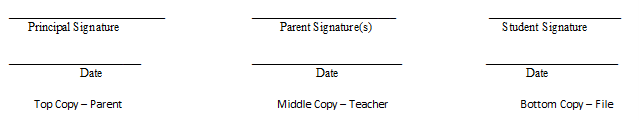 Principal Signature Parent Signature(s) Student Signature
Date Date Date
Top Copy – Parent Middle Copy – Teacher Bottom Copy – File